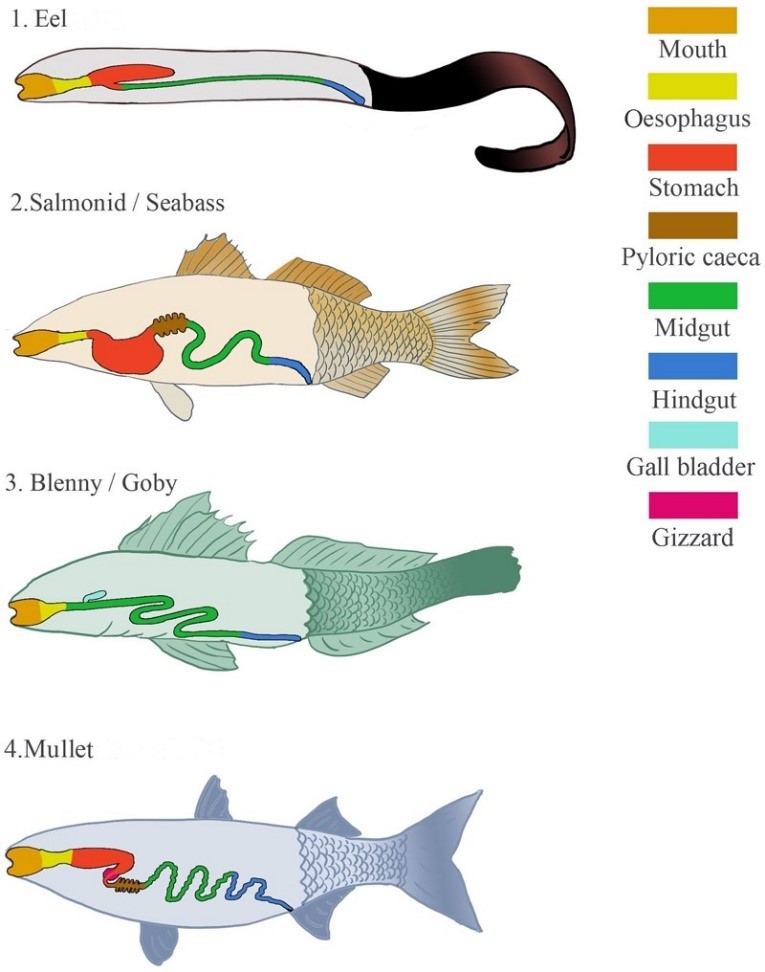 1. Eel
Mouth
Oesophagus
Stomach
2.Salmonid / Seabass
Pyloric caeca
Midgut
Hindgut
Gall bladder
3. Blenny / Goby
Gizzard
4.Mullet